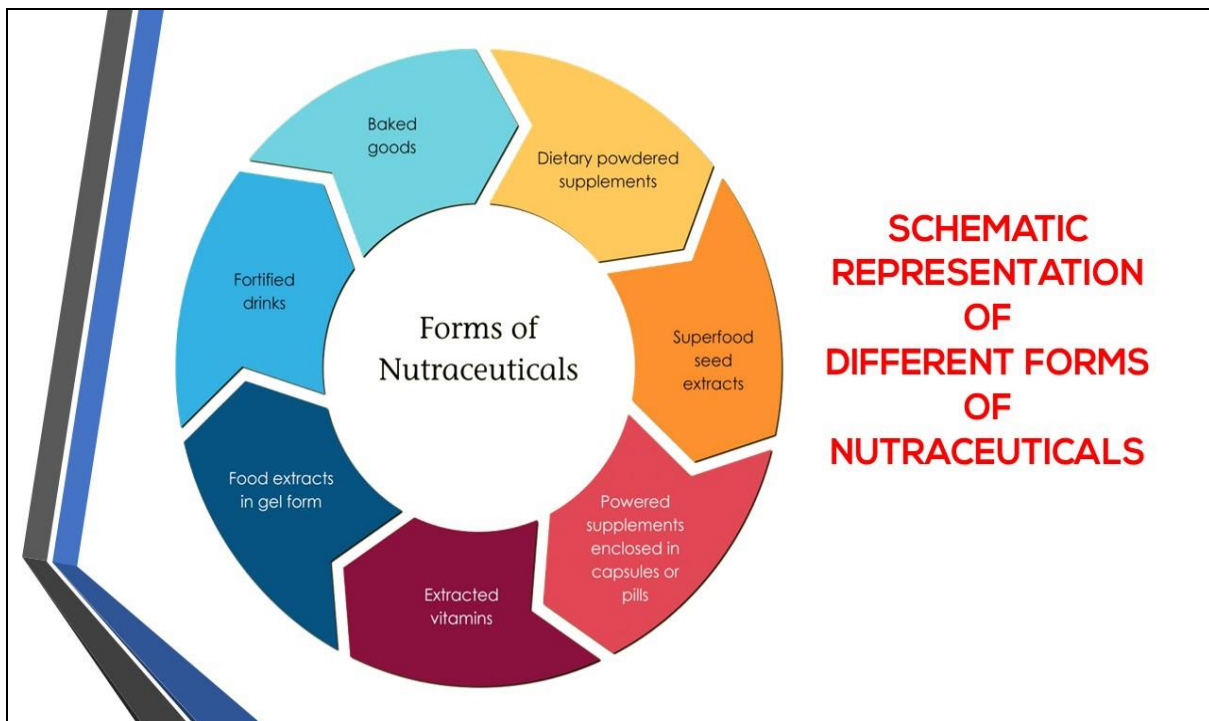 Baked
goods
Dietary powdered
supplements
Superfood
seed
extracts
Powered
supplements
enclosed in
capsules or
pills
Extracted
vitamins
Food extracts
in gel form
Fortified
drinks
Forms of
Nutraceuticals
SCHEMATIC
REPRESENTATION
OF
DIFFERENT FORMS
OF
NUTRACEUTICALS